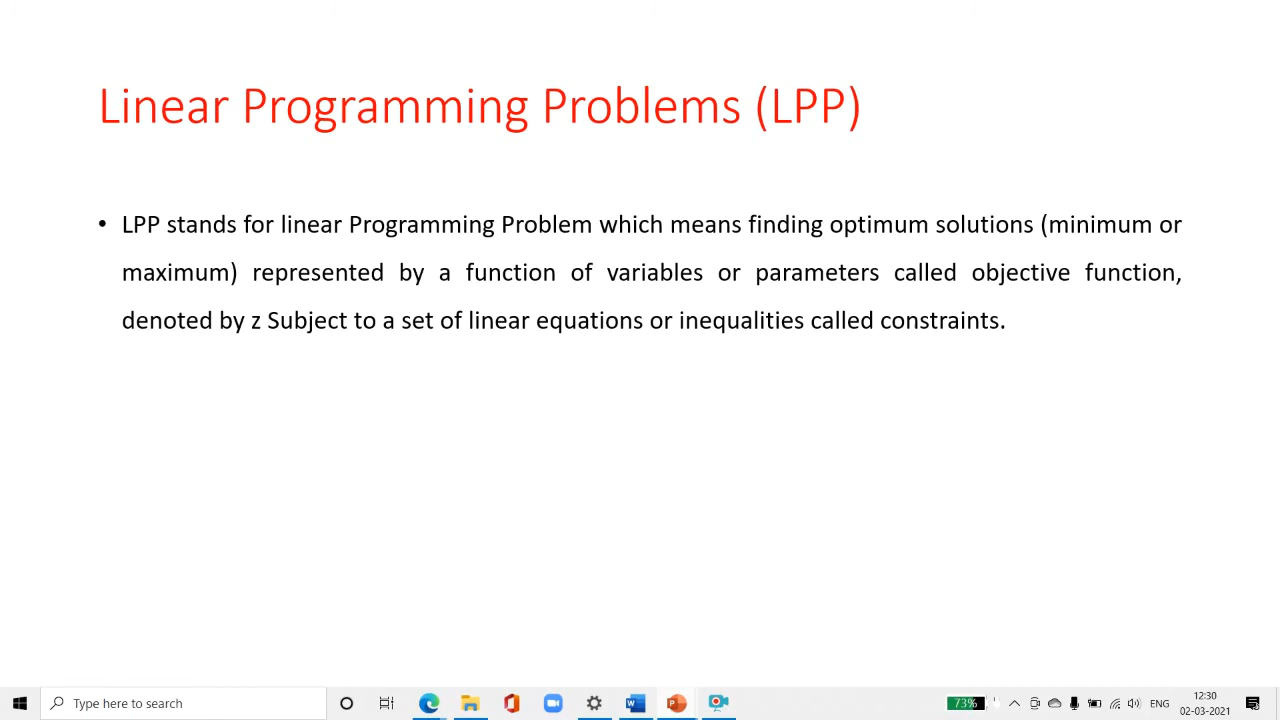 Linear Programming Problems (LPP)
• LPP stands for linear Programming Problem which means finding optimum solutions (minimum or
maximum) represented by a function of variables or parameters called objective function,
denoted by z Subject to a set of linear equations or inequalities called constraints.
Type here to search
73%
ENG
12:30
02-03-2021